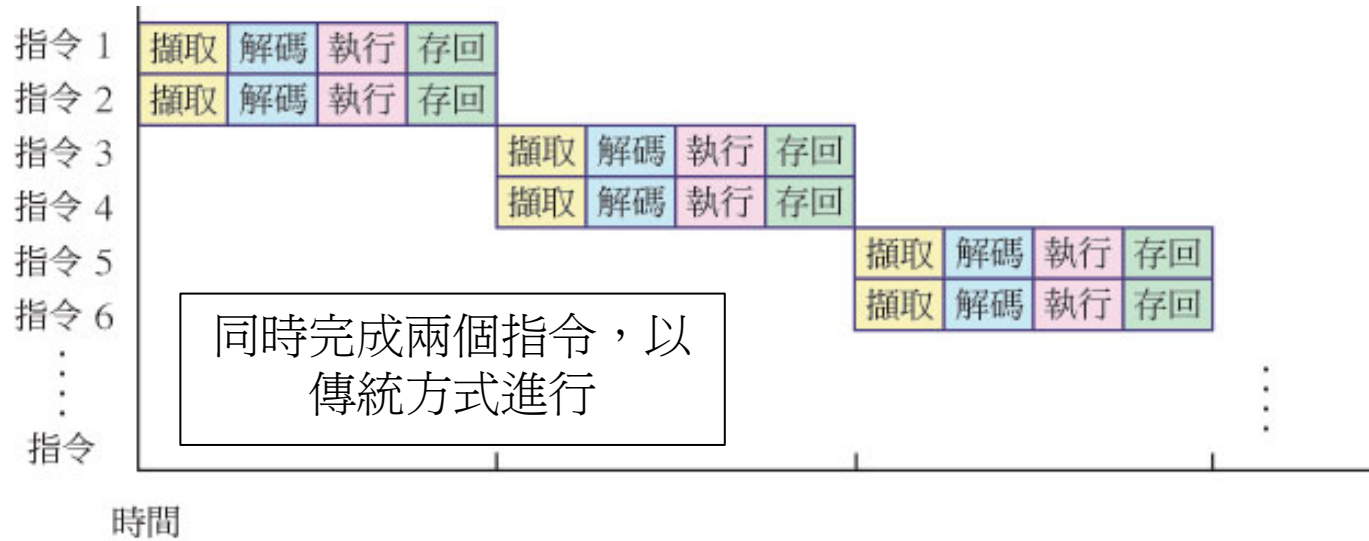 指令 1 擷取 解碼 執行 存回
指令 2 擷取 解碼 執行 存回
指令 3 擷取 解碼 執行 存回
指令 4 擷取 解碼 執行 存回
指令 5 擷取 解碼 執行 存回
指令 6 擷取 解碼 執行 存回
同時完成兩個指令，以
傳統方式進行
指令
時間